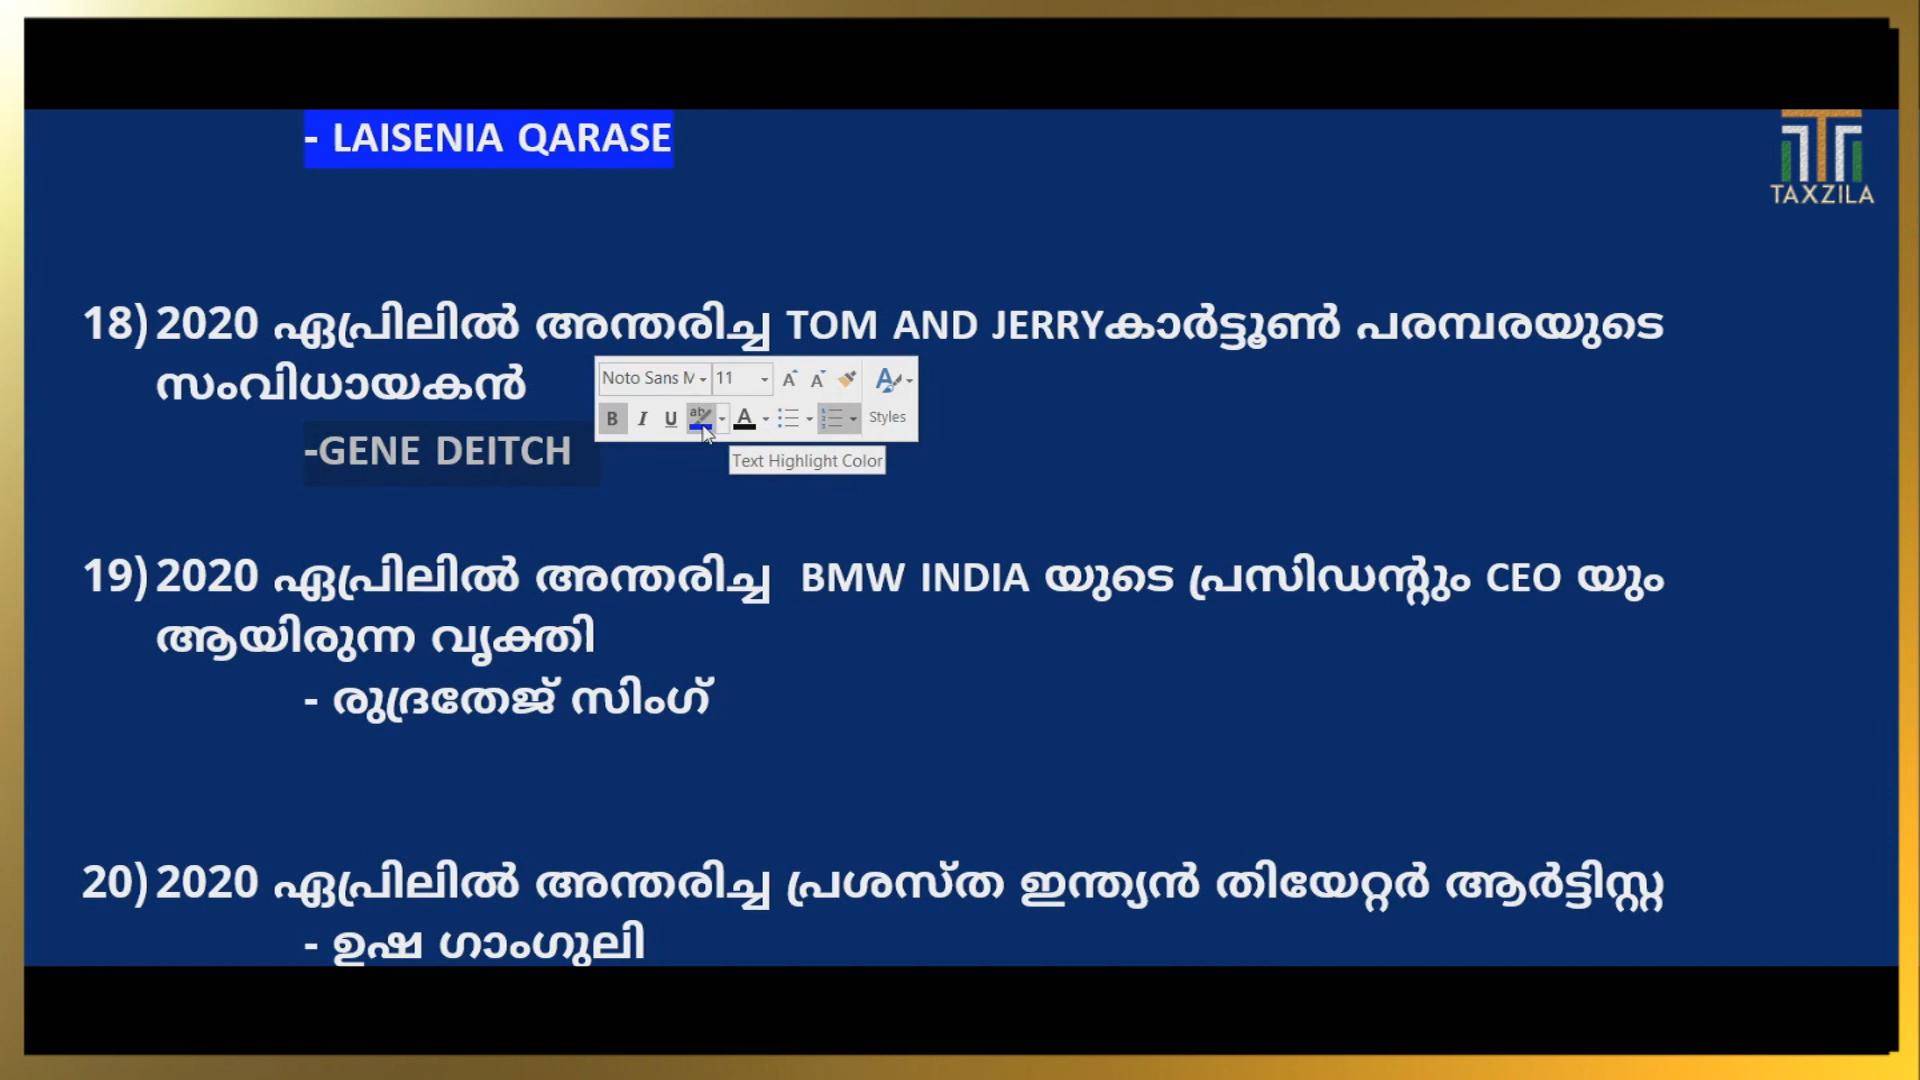 - LAISENIA QARASE
TAXZILA
18) 2020 ഏപ്രിലിൽ അന്തരിച്ച TOM AND JERRYകാർട്ടൂൺ പരമ്പരയുടെ
സംവിധായകൻ
Noto Sans M 11
B I U ab A Styles
Text Highlight Color
-GENE DEITCH
19) 2020 ഏപ്രിലിൽ അന്തരിച്ച BMW INDIA യുടെ പ്രസിഡന്റും CEO യും
ആയിരുന്ന വ്യക്തി
- രുദ്രതേജ് സിംഗ്
20) 2020 ഏപ്രിലിൽ അന്തരിച്ച പ്രശസ്ത ഇന്ത്യൻ തിയേറ്റർ ആർട്ടിസ്റ്റ
- ഉഷ ഗാംഗുലി